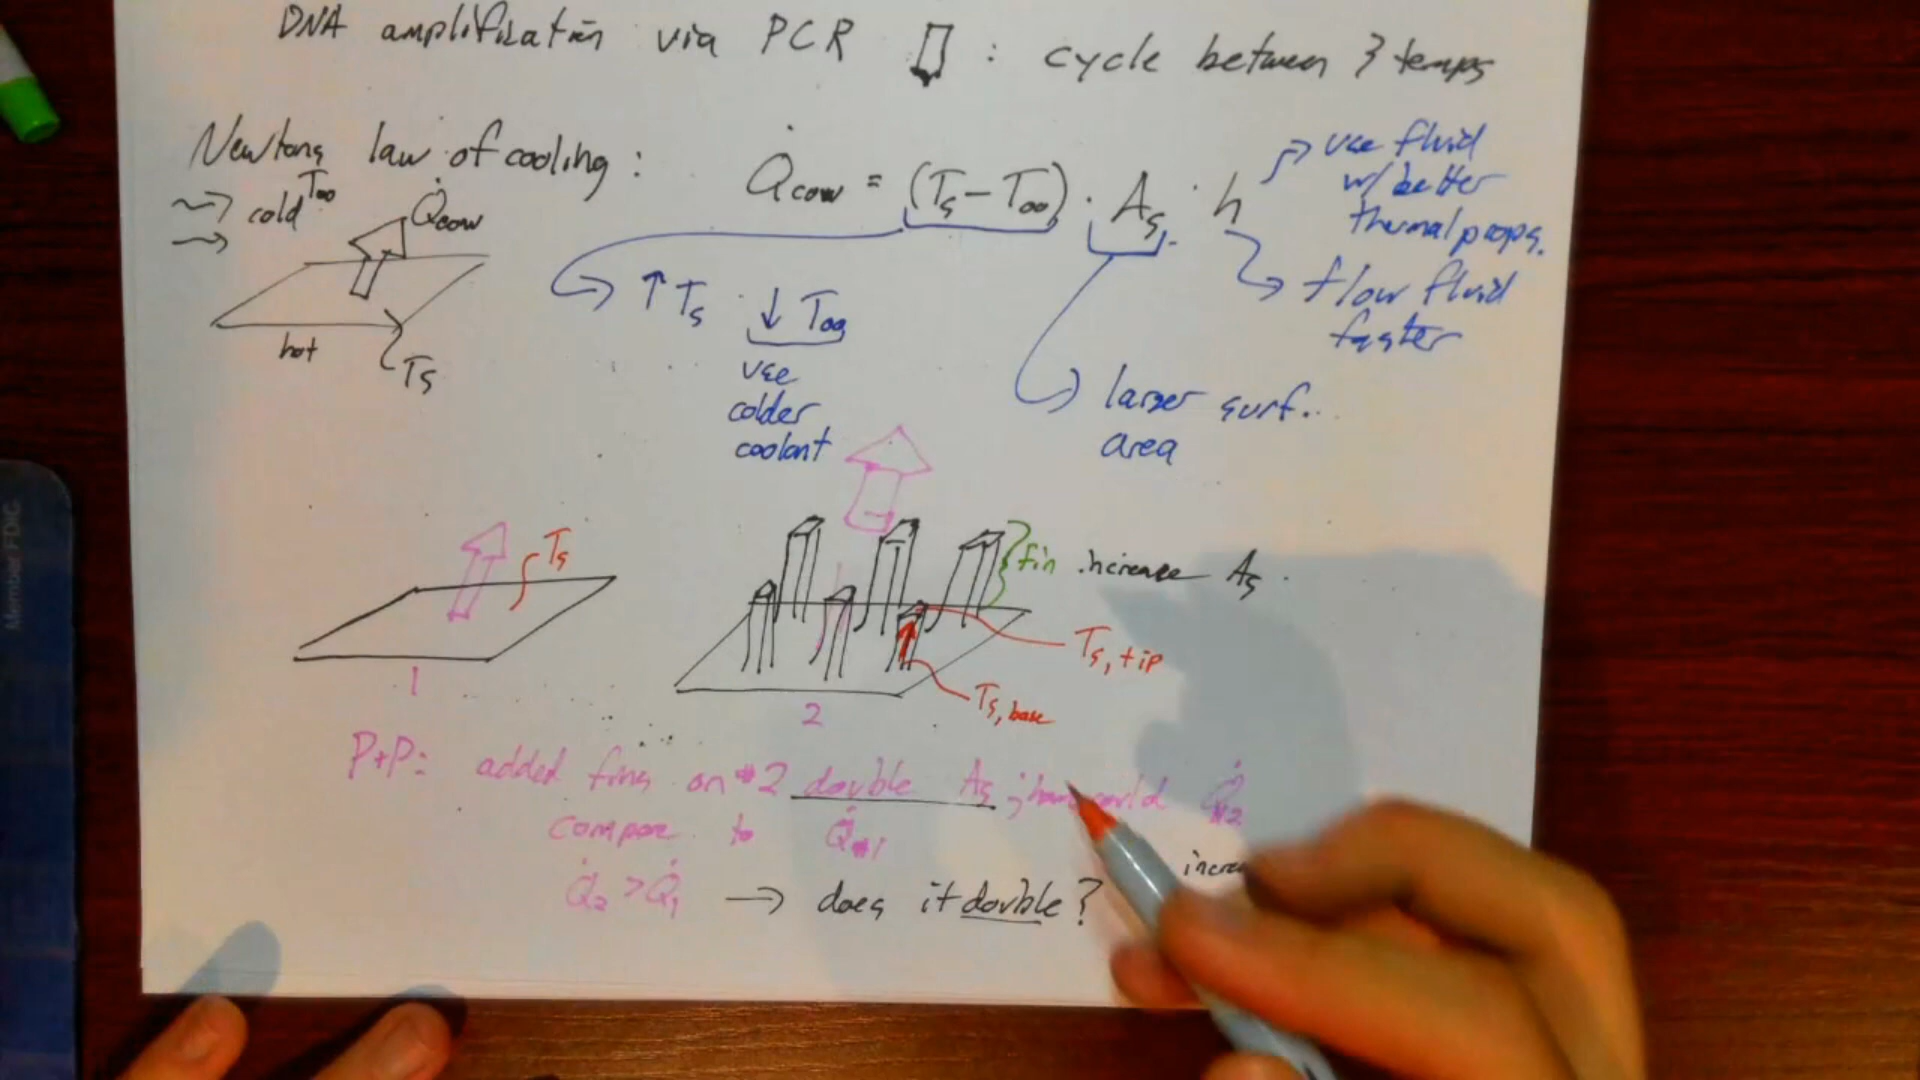 DNA amplification via PCR : cycle between 3 temps
Newtons law of cooling : Q̇conv = (Ts - T∞) · As · h
use fluid
w/ better
thermal props.
flow fluid
faster
cold T∞
Q̇conv
hot
Ts
↑ Ts ↓ T∞
use
colder
coolant
larger surf.
area
Ts
fin increase As
Ts, tip
Ts, base
1
2
P+P: added fins on #2 double As ; how would Q̇#2
compare to Q̇#1
Q̇2 > Q̇1 → does it double?
Member FDIC